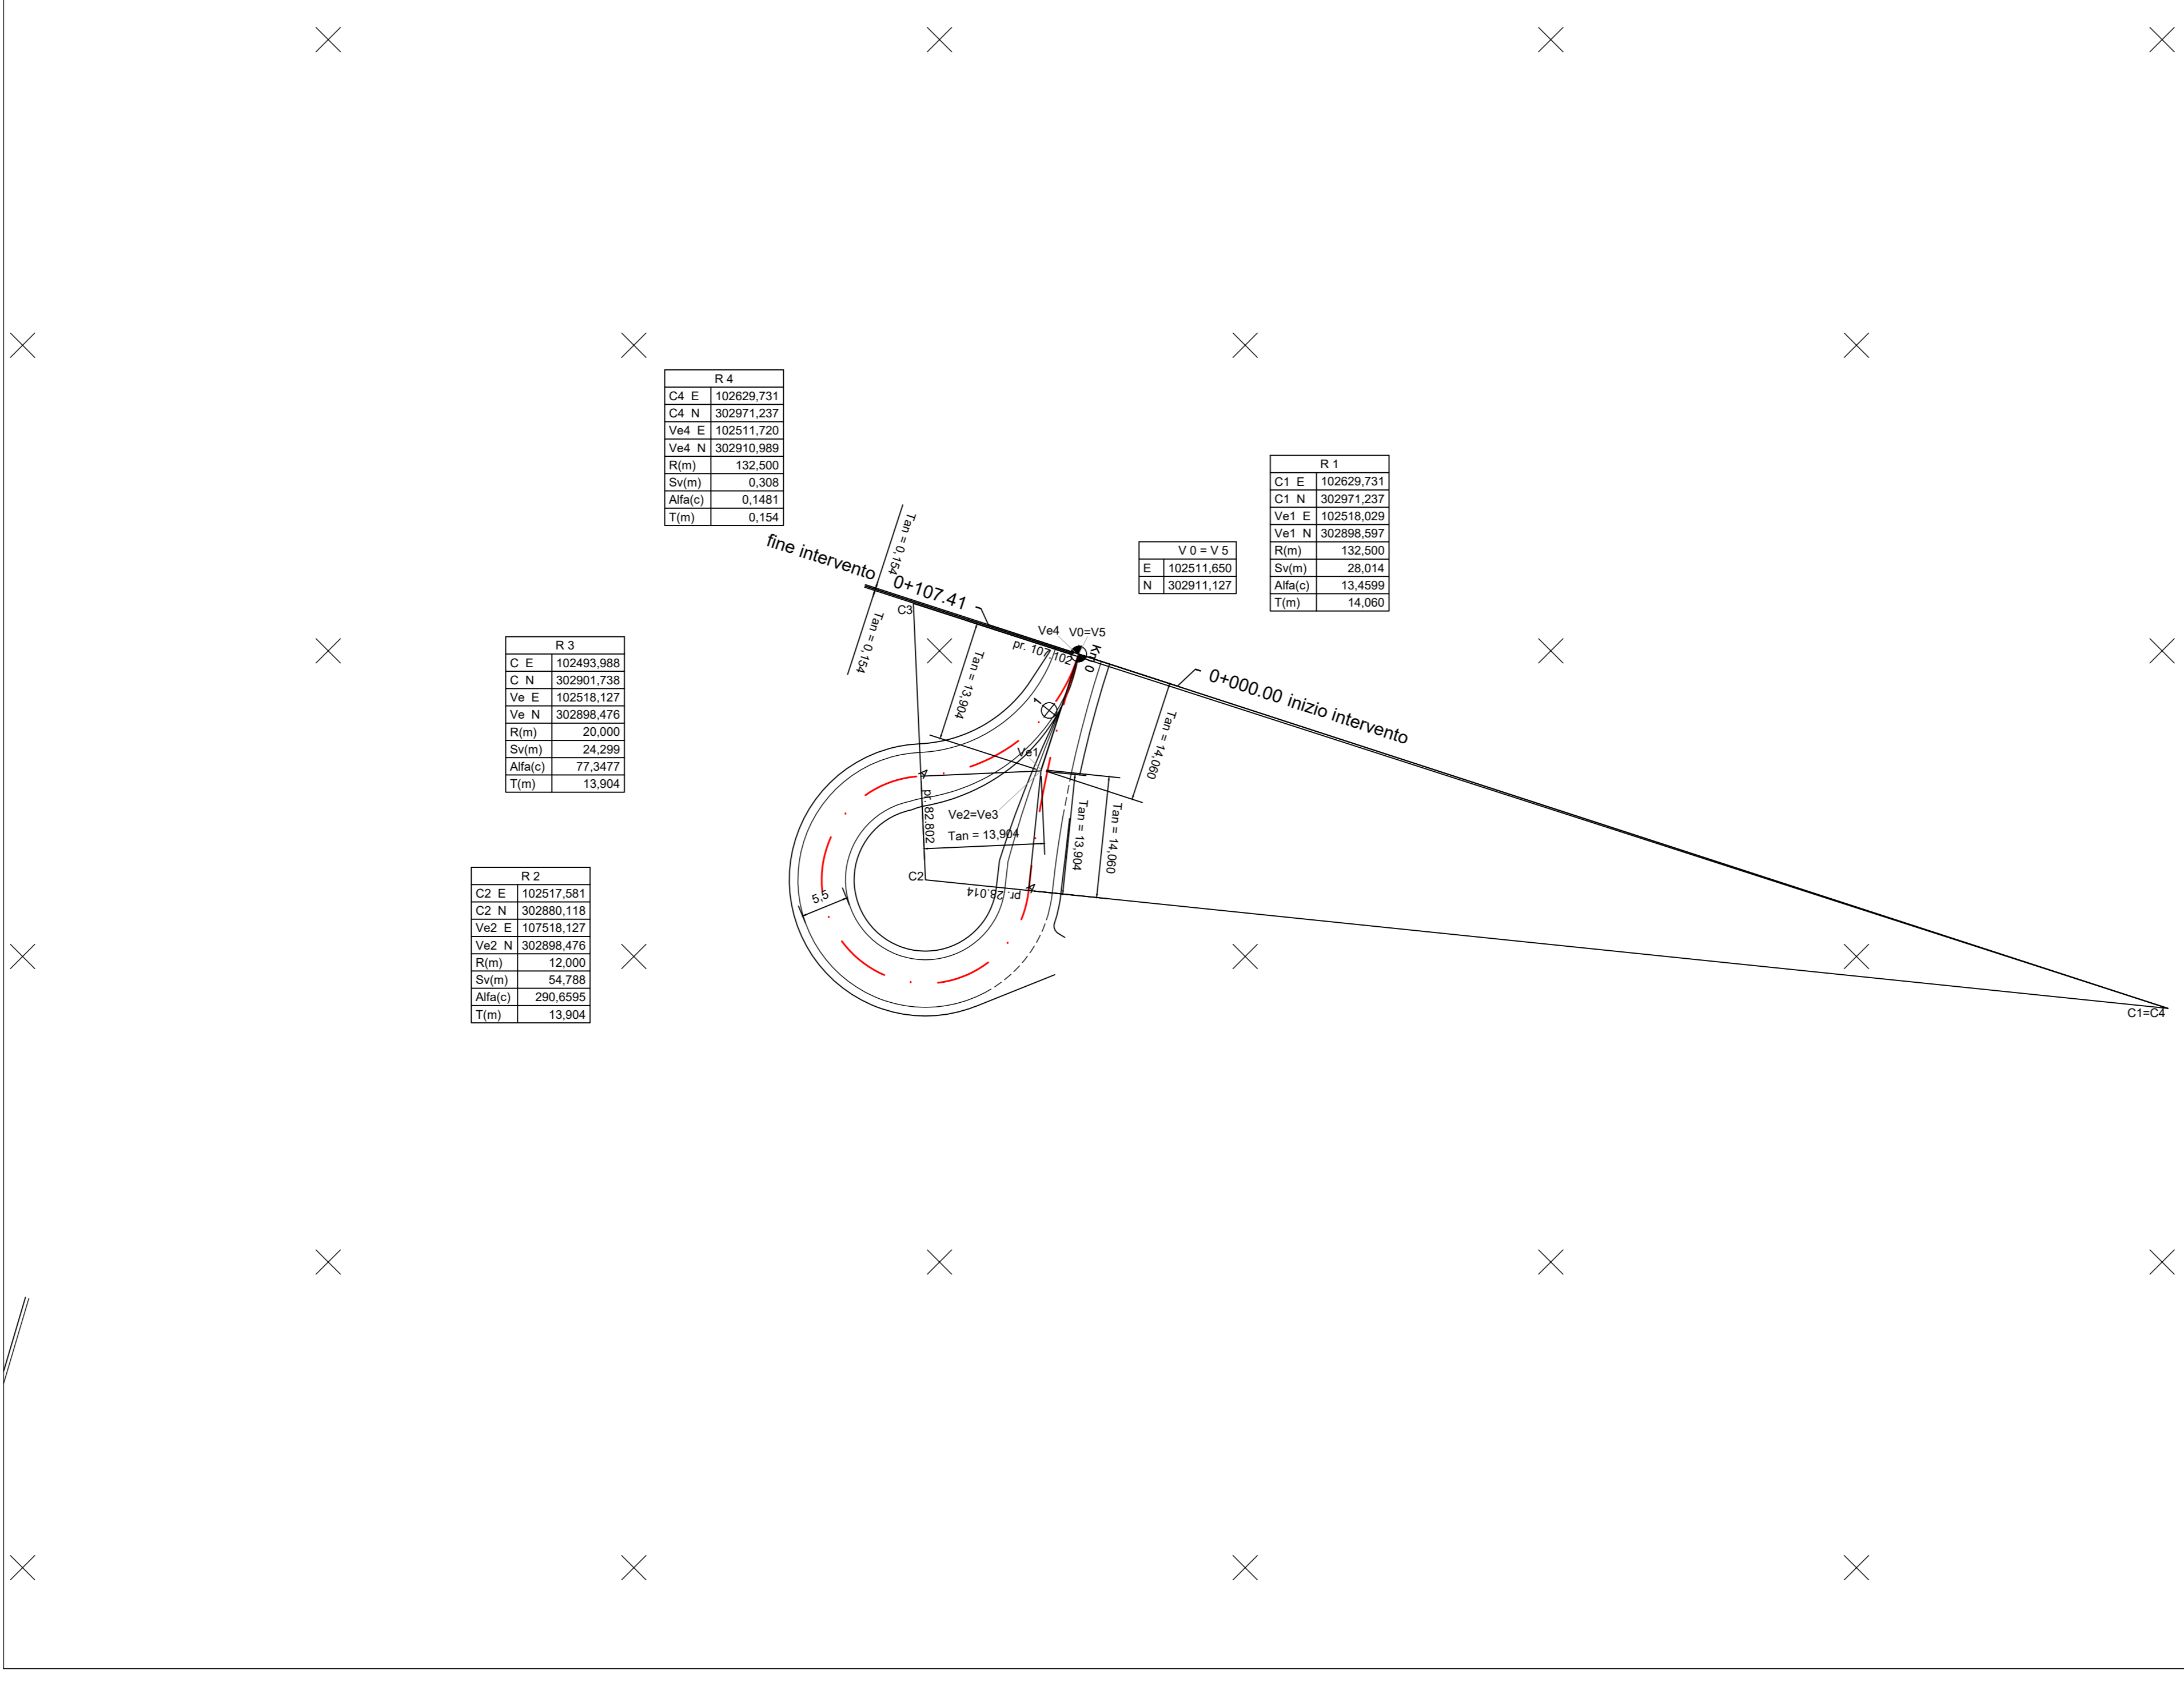 R 4
C4 E 102629,731
C4 N 302971,237
Ve4 E 102511,720
Ve4 N 302910,989
R(m) 132,500
Sv(m) 0,308
Alfa(c) 0,1481
T(m) 0,154
R 1
C1 E 102629,731
C1 N 302971,237
Ve1 E 102518,029
Ve1 N 302898,597
R(m) 132,500
Sv(m) 28,014
Alfa(c) 13,4599
T(m) 14,060
V 0 = V 5
E 102511,650
N 302911,127
Tan = 0,154
fine intervento
0+107.41
C3
Tan = 0,154
R 3
C E 102493,988
C N 302901,738
Ve E 102518,127
Ve N 302898,476
R(m) 20,000
Sv(m) 24,299
Alfa(c) 77,3477
T(m) 13,904
Ve4
V0=V5
pr. 107.102
Km 0
Tan = 13,904
0+000.00 inizio intervento
1
Tan = 14,060
Ve1
pr. 82.802
Ve2=Ve3
Tan = 13,904
Tan = 13,904
Tan = 14,060
C2
pr. 28.014
5,5
R 2
C2 E 102517,581
C2 N 302880,118
Ve2 E 107518,127
Ve2 N 302898,476
R(m) 12,000
Sv(m) 54,788
Alfa(c) 290,6595
T(m) 13,904
C1=C4